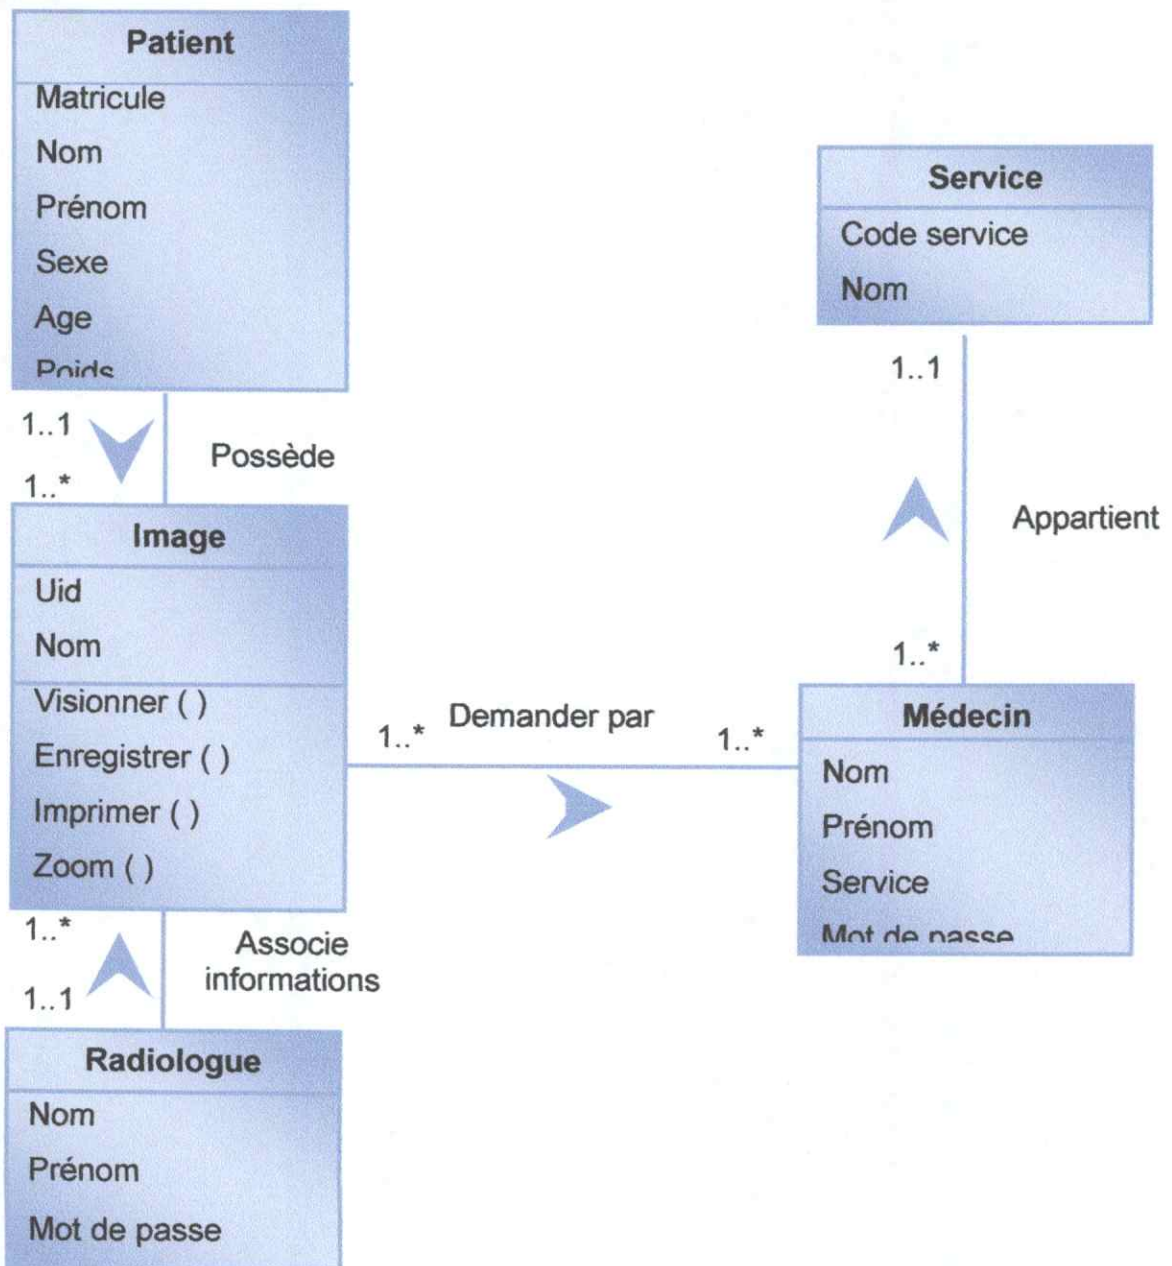 Patient
Matricule
Nom
Prénom
Sexe
Age
Poids
1..1
Possède
1..*
Image
Uid
Nom
Visionner ( )
Enregistrer ( )
Imprimer ( )
Zoom ( )
1..*
Demander par
1..*
Service
Code service
Nom
1..1
Appartient
1..*
Médecin
Nom
Prénom
Service
Mot de passe
1..*
Associe
informations
1..1
Radiologue
Nom
Prénom
Mot de passe